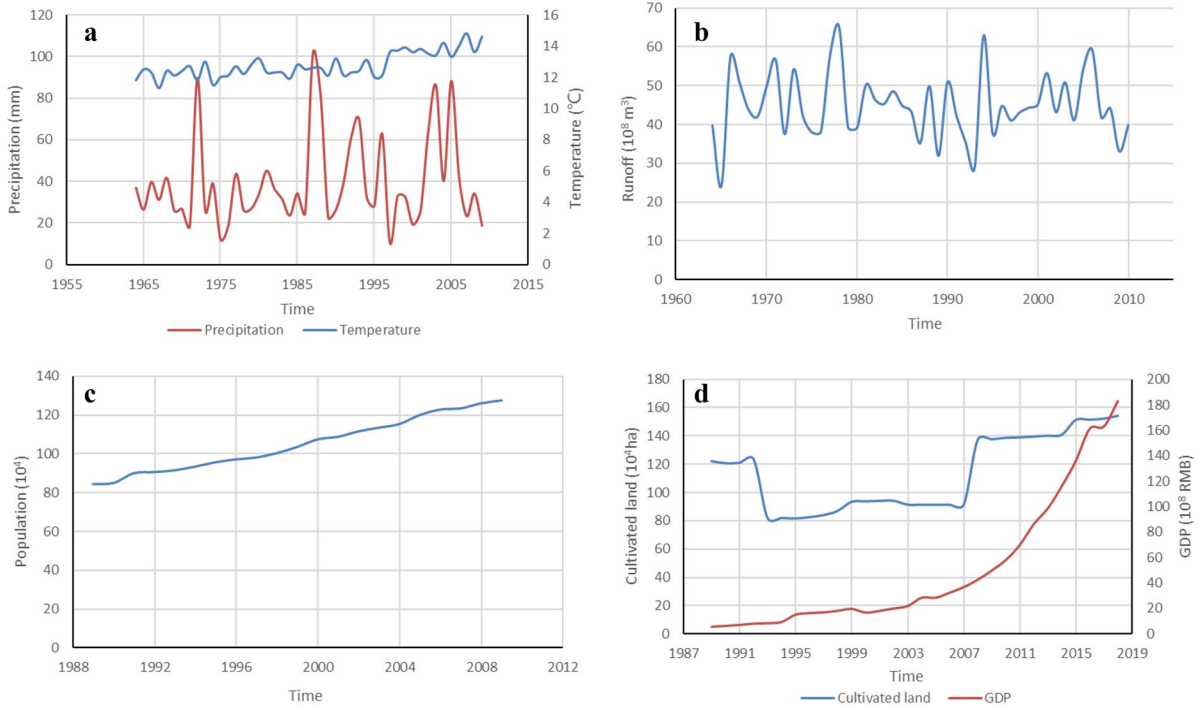 a
Precipitation (mm)
120
100
80
60
40
20
0
16
14
12
10
8
6
4
2
0
Temperature (℃)
1955 1965 1975 1985 1995 2005 2015
Time
Precipitation Temperature
b
Runoff (10⁸ m³)
70
60
50
40
30
20
10
0
1960 1970 1980 1990 2000 2010
Time
c
Population (10⁴)
140
120
100
80
60
40
20
0
1988 1992 1996 2000 2004 2008 2012
Time
d
Cultivated land (10⁴ha)
180
160
140
120
100
80
60
40
20
0
200
180
160
140
120
100
80
60
40
20
0
GDP (10⁸ RMB)
1987 1991 1995 1999 2003 2007 2011 2015 2019
Time
Cultivated land GDP